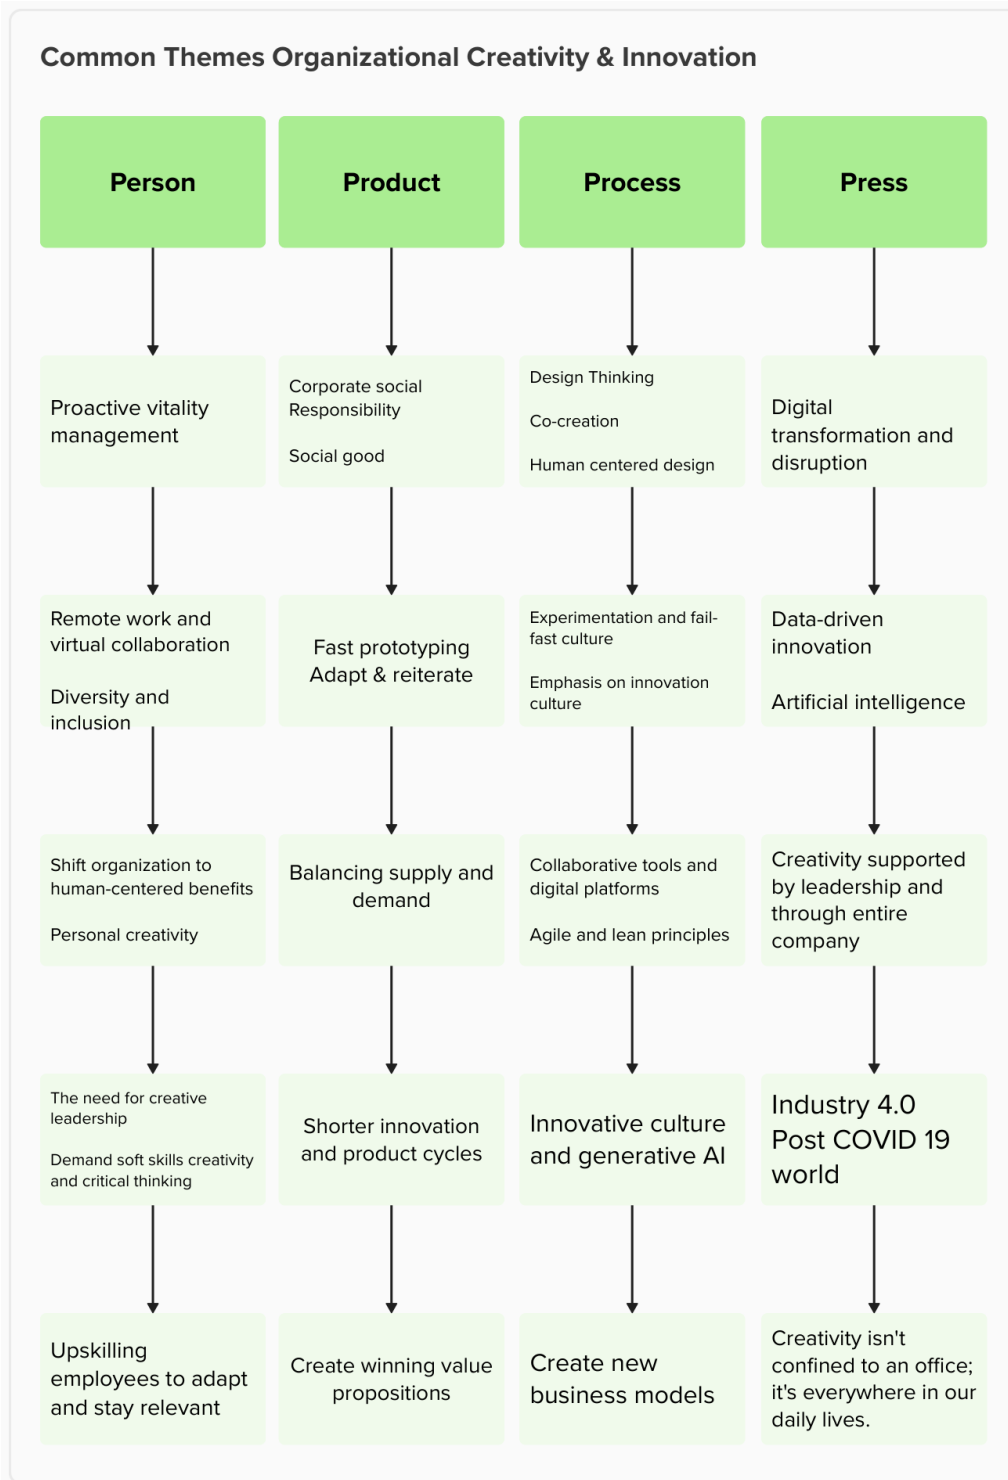 Common Themes Organizational Creativity & Innovation
Person
Product
Process
Press
Proactive vitality
management
Corporate social
Responsibility
Social good
Design Thinking
Co-creation
Human centered design
Digital
transformation and
disruption
Remote work and
virtual collaboration
Diversity and
inclusion
Fast prototyping
Adapt & reiterate
Experimentation and fail-
fast culture
Emphasis on innovation
culture
Data-driven
innovation
Artificial intelligence
Shift organization to
human-centered benefits
Personal creativity
Balancing supply and
demand
Collaborative tools and
digital platforms
Agile and lean principles
Creativity supported
by leadership and
through entire
company
The need for creative
leadership
Demand soft skills creativity
and critical thinking
Shorter innovation
and product cycles
Innovative culture
and generative AI
Industry 4.0
Post COVID 19
world
Upskilling
employees to adapt
and stay relevant
Create winning value
propositions
Create new
business models
Creativity isn't
confined to an office;
it's everywhere in our
daily lives.